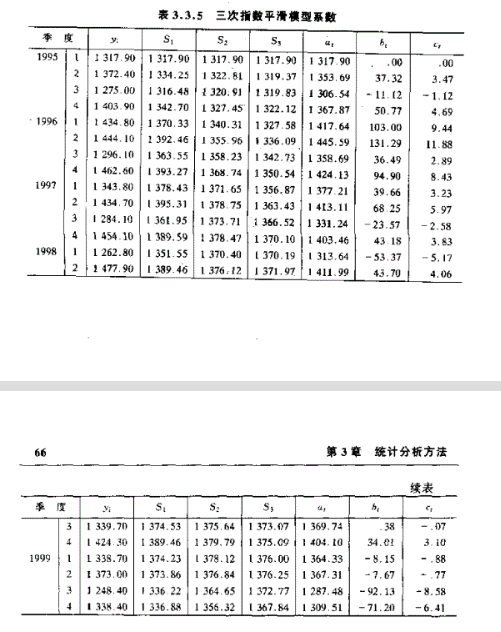 表 3.3.5 三次指数平滑模型系数
季 度 yᵢ S₁ S₂ S₃ aₜ bₜ cₜ
1995 1 1 317.90 1 317.90 1 317.90 1 317.90 1 317.90 .00 .00
2 1 372.40 1 334.25 1 322.81 1 319.37 1 353.69 37.32 3.47
3 1 275.00 1 316.48 1 320.91 1 319.83 1 306.54 -11.12 -1.12
4 1 403.90 1 342.70 1 327.45 1 322.12 1 367.87 50.77 4.69
1996 1 1 434.80 1 370.33 1 340.31 1 327.58 1 417.64 103.00 9.44
2 1 444.10 1 392.46 1 355.96 1 336.09 1 445.59 131.29 11.88
3 1 296.10 1 363.55 1 358.23 1 342.73 1 358.69 36.49 2.89
4 1 462.60 1 393.27 1 368.74 1 350.54 1 424.13 94.90 8.43
1997 1 1 343.80 1 378.43 1 371.65 1 356.87 1 377.21 39.66 3.23
2 1 434.70 1 395.31 1 378.75 1 363.43 1 413.11 68.25 5.97
3 1 284.10 1 361.95 1 373.71 1 366.52 1 331.24 -23.57 -2.58
4 1 454.10 1 389.59 1 378.47 1 370.10 1 403.46 43.18 3.83
1998 1 1 262.80 1 351.55 1 370.40 1 370.19 1 313.64 -53.37 -5.17
2 1 477.90 1 389.46 1 376.12 1 371.97 1 411.99 43.70 4.06
66 第 3 章 统计分析方法
续表
季 度 yᵢ S₁ S₂ S₃ aₜ bₜ cₜ
3 1 339.70 1 374.53 1 375.64 1 373.07 1 369.74 .38 -.07
4 1 424.30 1 389.46 1 379.79 1 375.09 1 404.10 34.01 3.10
1999 1 1 338.70 1 374.23 1 378.12 1 376.00 1 364.33 -8.15 -.88
2 1 373.00 1 373.86 1 376.84 1 376.25 1 367.31 -7.67 -.77
3 1 248.40 1 336 22 1 364.65 1 372.77 1 287.48 -92.13 -8.58
4 1 338.40 1 336.88 1 356.32 1 367.84 1 309.51 -71.20 -6.41